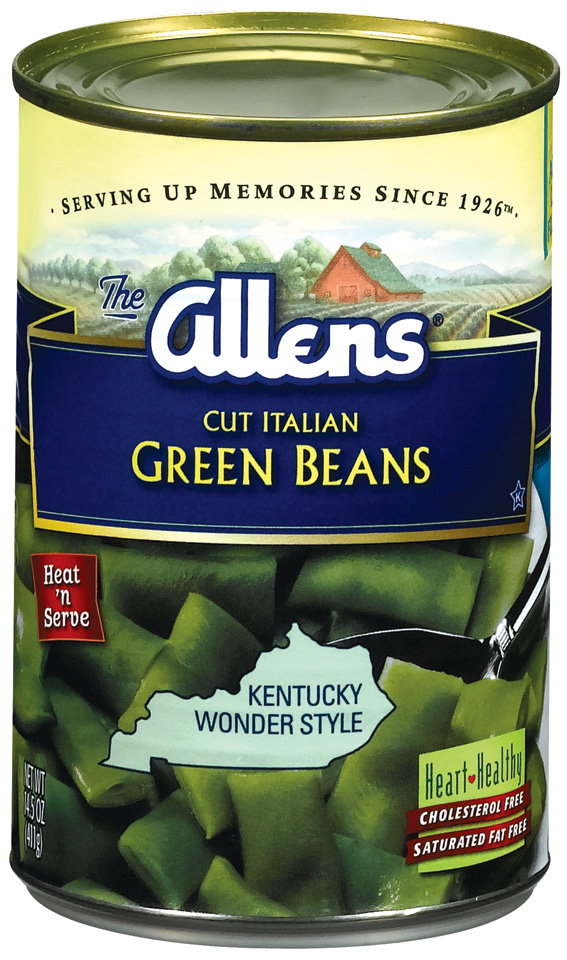 · SERVING UP MEMORIES SINCE 1926™ ·
The
allens®
CUT ITALIAN
GREEN BEANS
K
Heat
'n
Serve
KENTUCKY
WONDER STYLE
NET WT
14.5 OZ
(411g)
Heart Healthy
CHOLESTEROL FREE
SATURATED FAT FREE